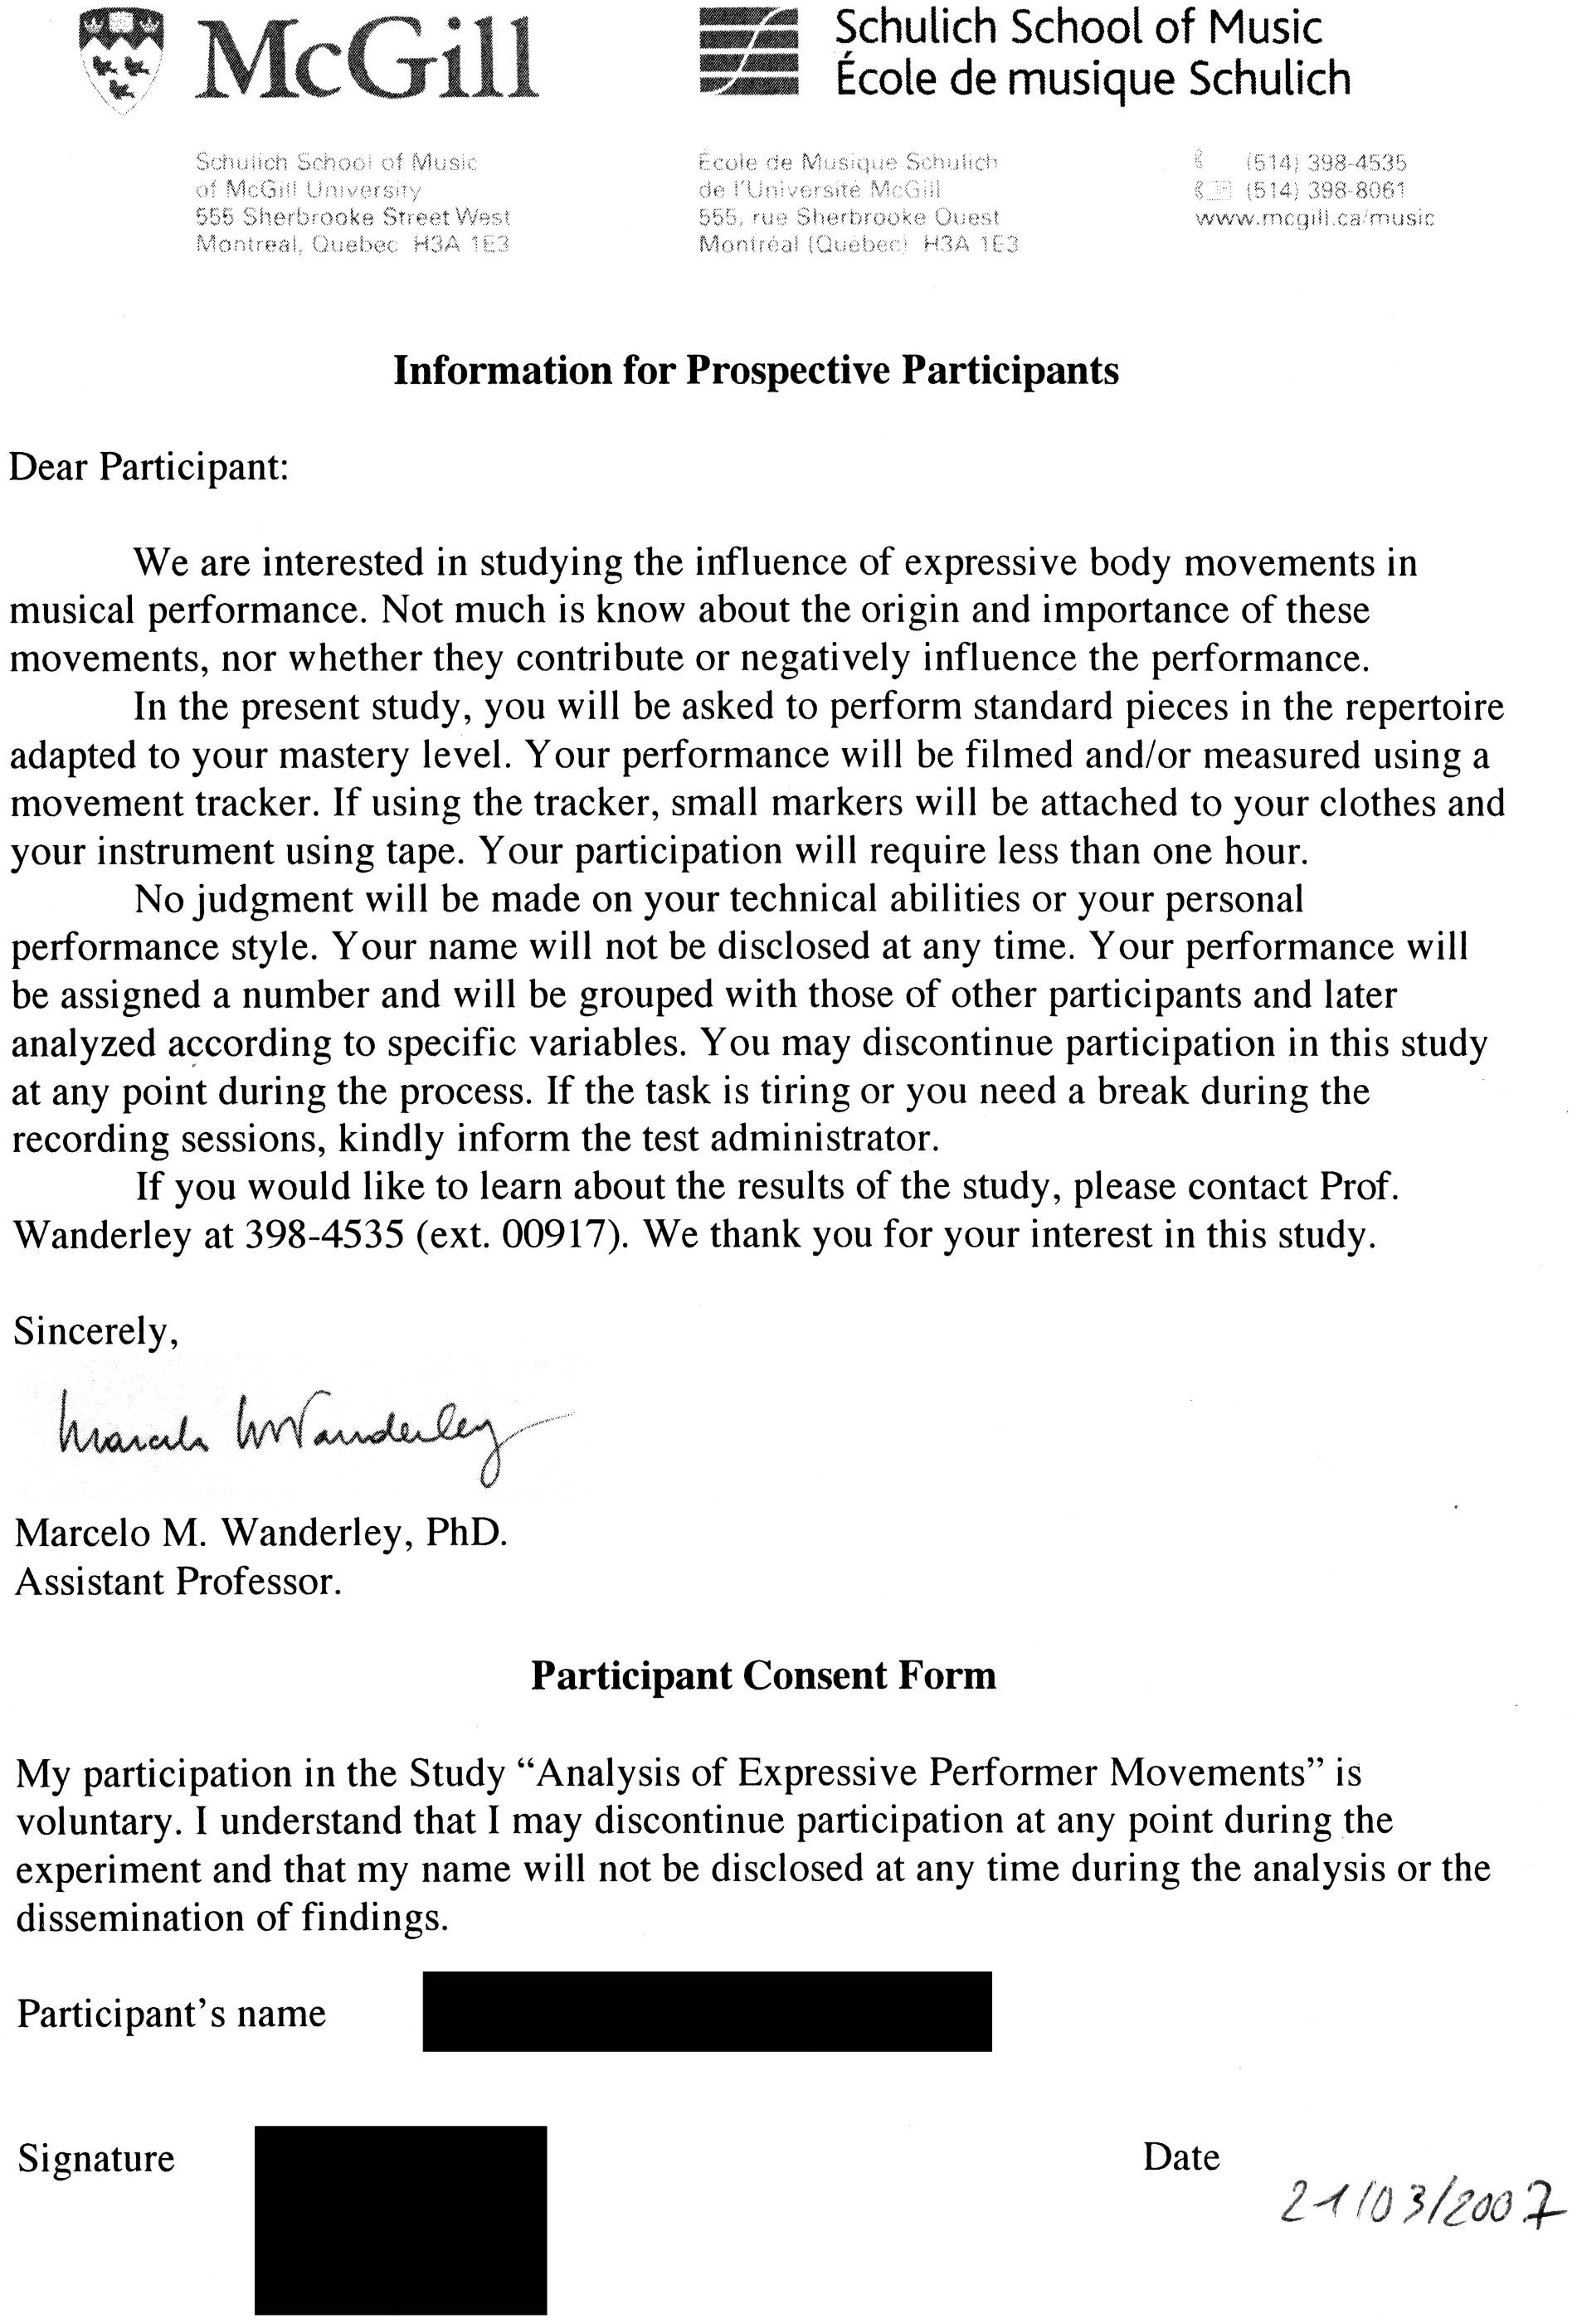 McGill
Schulich School of Music
École de musique Schulich
Schulich School of Music
of McGill University
555 Sherbrooke Street West
Montreal, Quebec H3A 1E3
École de Musique Schulich
de l'Université McGill
555, rue Sherbrooke Ouest
Montréal (Québec) H3A 1E3
(514) 398-4535
(514) 398-8061
www.mcgill.ca/music
Information for Prospective Participants
Dear Participant:
We are interested in studying the influence of expressive body movements in
musical performance. Not much is know about the origin and importance of these
movements, nor whether they contribute or negatively influence the performance.
In the present study, you will be asked to perform standard pieces in the repertoire
adapted to your mastery level. Your performance will be filmed and/or measured using a
movement tracker. If using the tracker, small markers will be attached to your clothes and
your instrument using tape. Your participation will require less than one hour.
No judgment will be made on your technical abilities or your personal
performance style. Your name will not be disclosed at any time. Your performance will
be assigned a number and will be grouped with those of other participants and later
analyzed according to specific variables. You may discontinue participation in this study
at any point during the process. If the task is tiring or you need a break during the
recording sessions, kindly inform the test administrator.
If you would like to learn about the results of the study, please contact Prof.
Wanderley at 398-4535 (ext. 00917). We thank you for your interest in this study.
Sincerely,
Marcelo M Wanderley
Marcelo M. Wanderley, PhD.
Assistant Professor.
Participant Consent Form
My participation in the Study “Analysis of Expressive Performer Movements” is
voluntary. I understand that I may discontinue participation at any point during the
experiment and that my name will not be disclosed at any time during the analysis or the
dissemination of findings.
Participant’s name
Signature
Date
21/03/2007